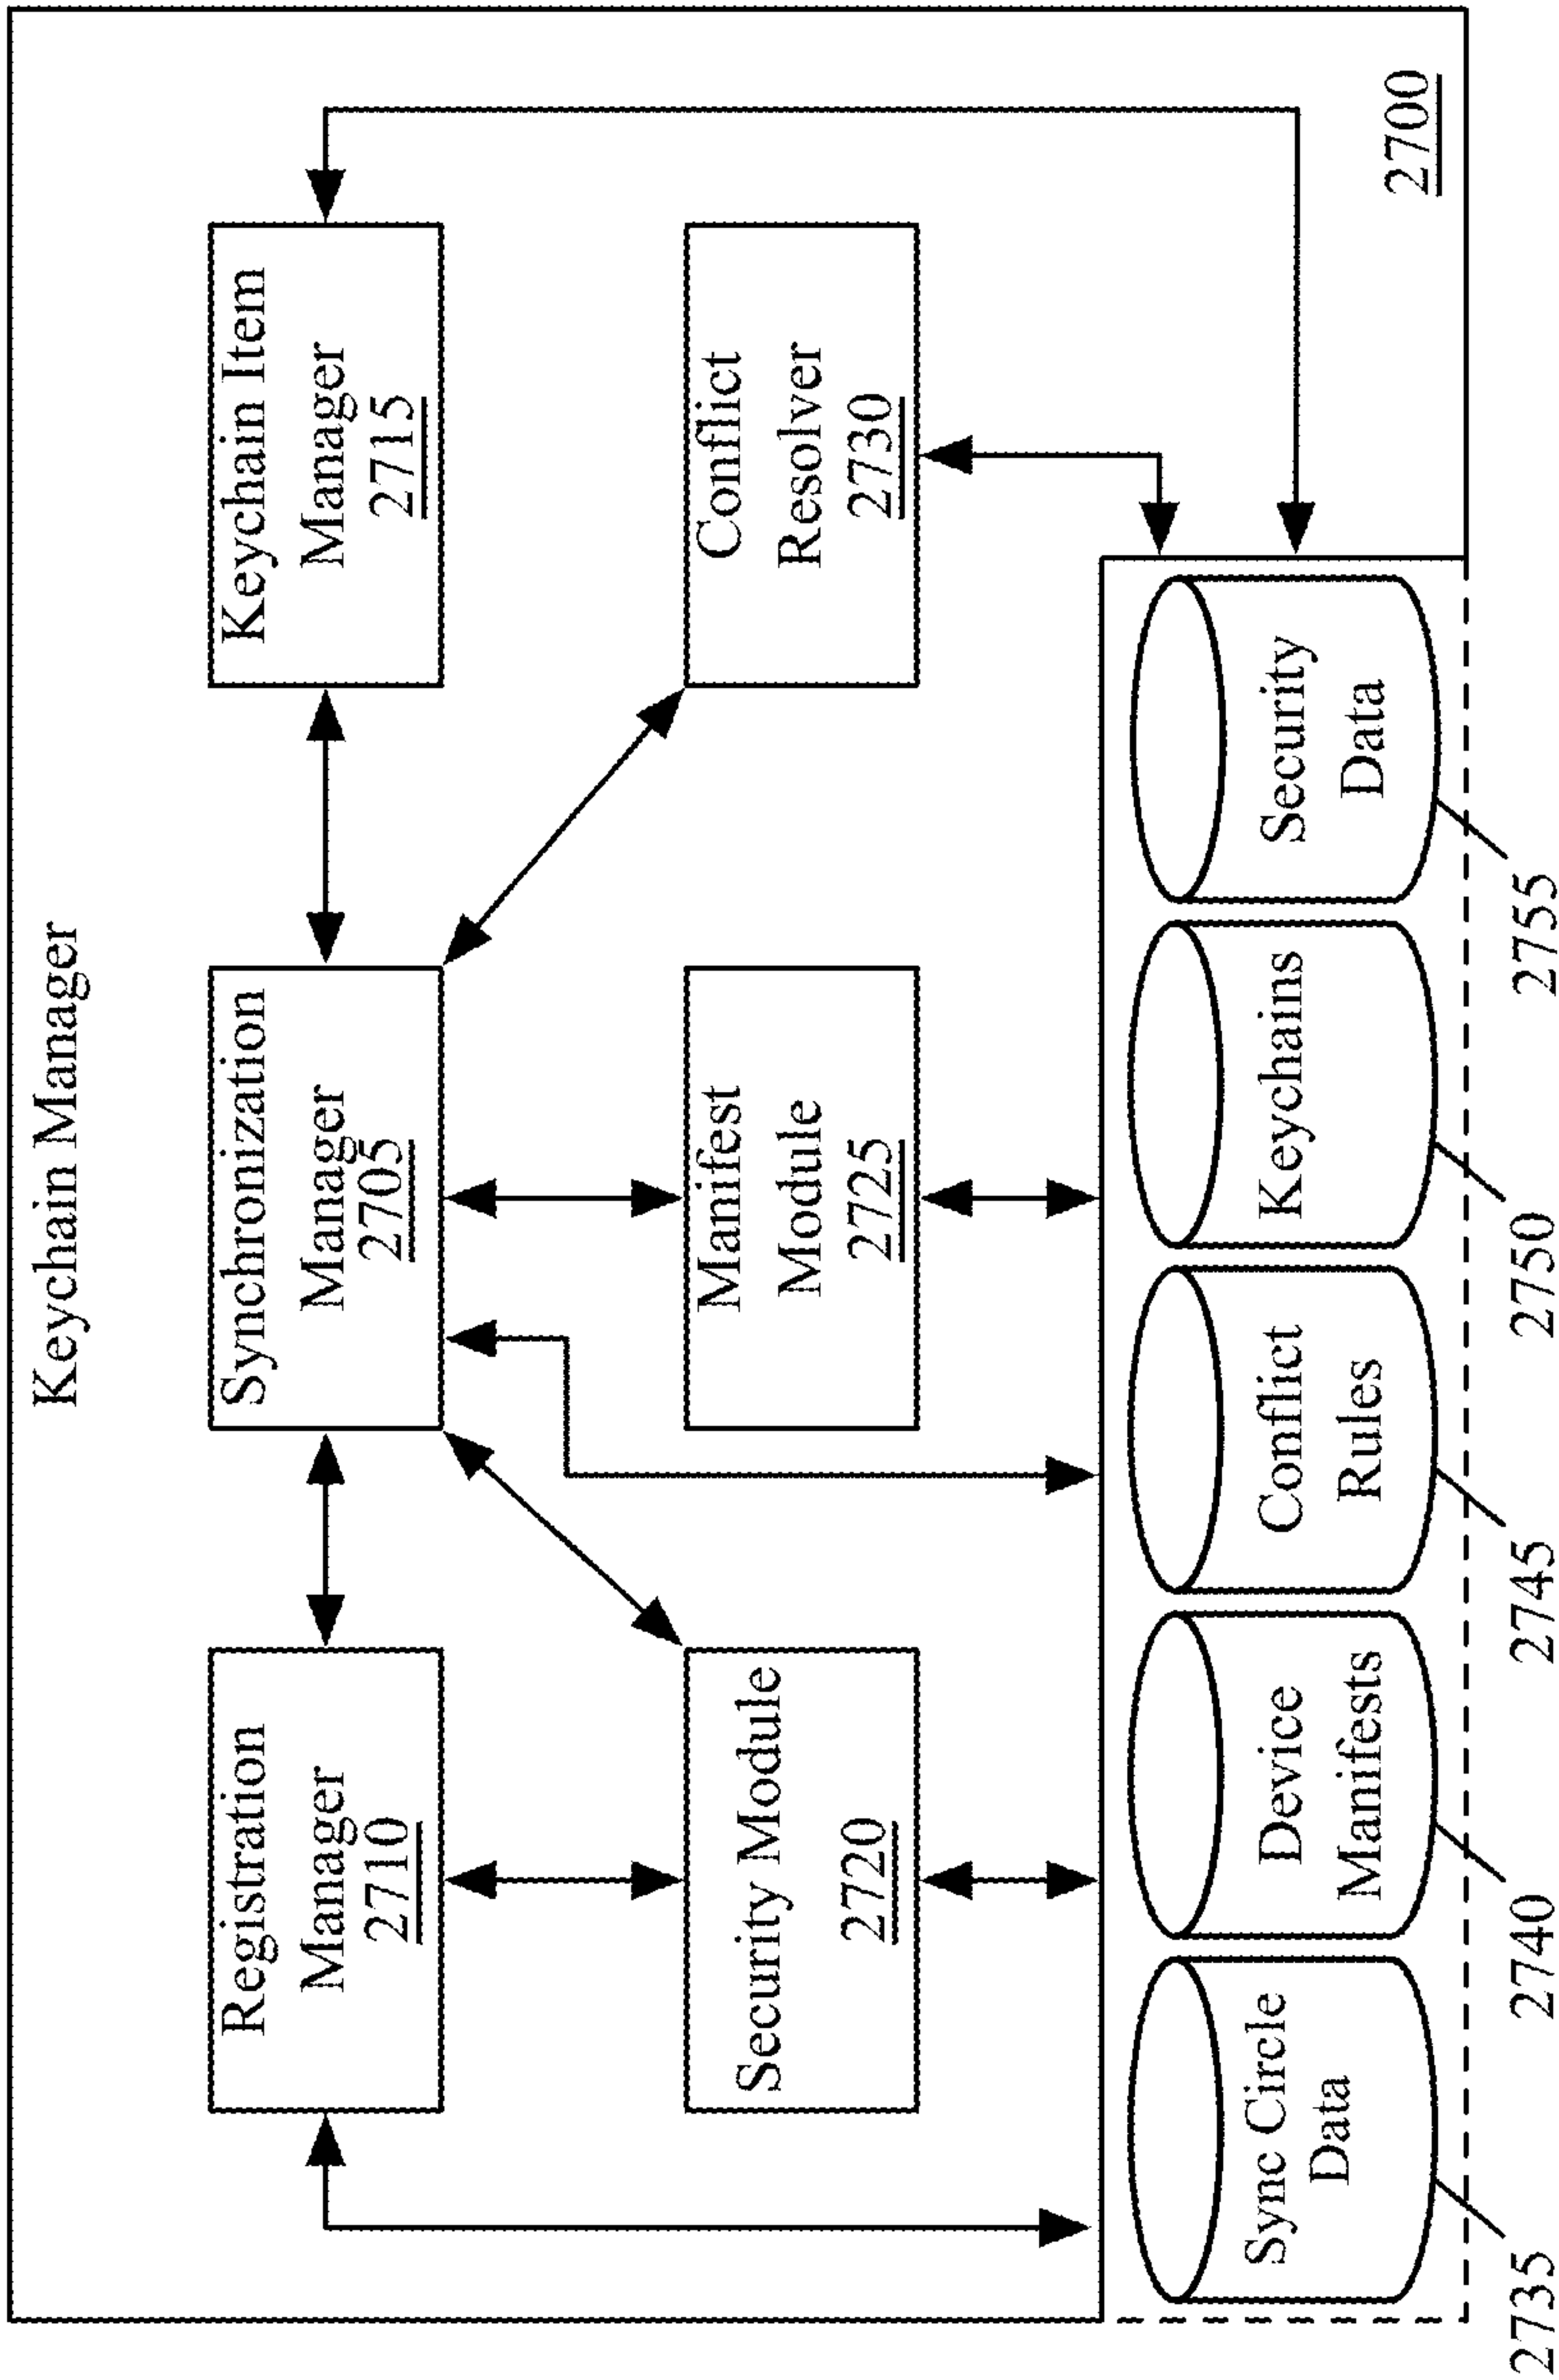 Keychain Manager
Registration
Manager
2710
Synchronization
Manager
2705
Keychain Item
Manager
2715
Security Module
2720
Manifest
Module
2725
Conflict
Resolver
2730
Sync Circle
Data
Device
Manifests
Conflict
Rules
Keychains
Security
Data
2735
2740
2745
2750
2755
2700